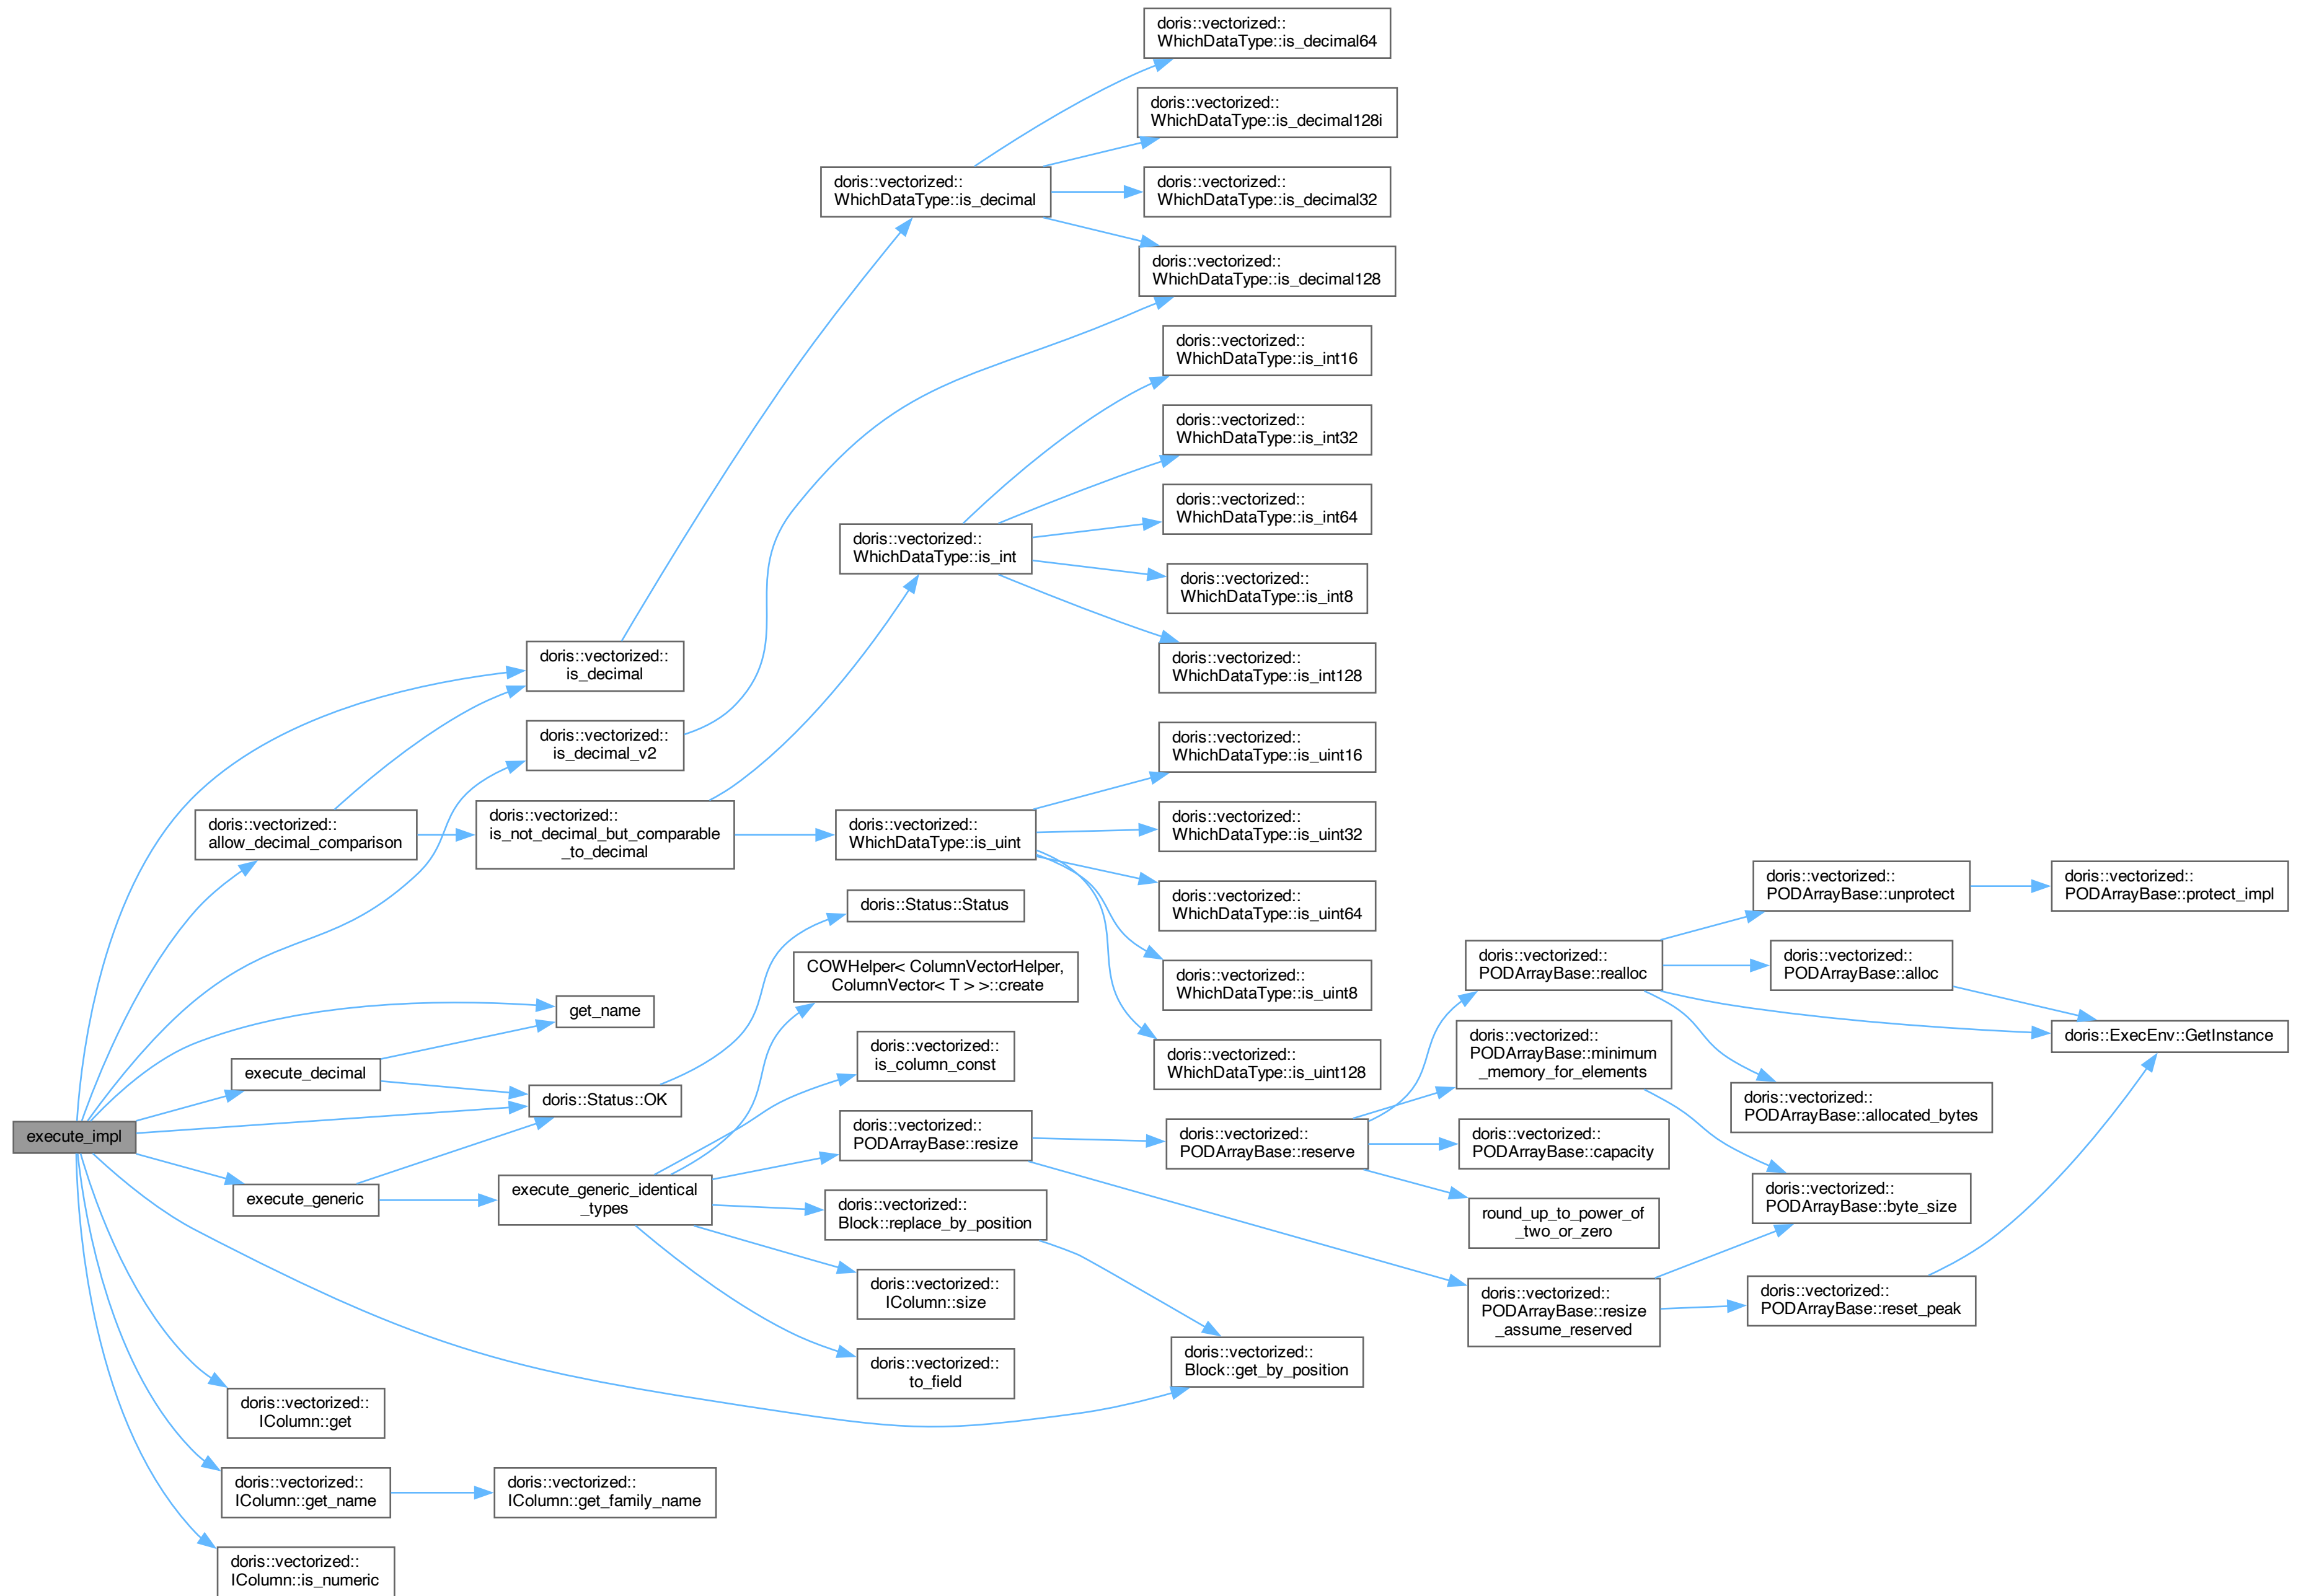 doris::vectorized::
WhichDataType::is_decimal64
doris::vectorized::
WhichDataType::is_decimal128i
doris::vectorized::
WhichDataType::is_decimal
doris::vectorized::
WhichDataType::is_decimal32
doris::vectorized::
WhichDataType::is_decimal128
doris::vectorized::
WhichDataType::is_int16
doris::vectorized::
WhichDataType::is_int32
doris::vectorized::
WhichDataType::is_int64
doris::vectorized::
WhichDataType::is_int
doris::vectorized::
WhichDataType::is_int8
doris::vectorized::
is_decimal
doris::vectorized::
WhichDataType::is_int128
doris::vectorized::
is_decimal_v2
doris::vectorized::
WhichDataType::is_uint16
doris::vectorized::
allow_decimal_comparison
doris::vectorized::
is_not_decimal_but_comparable
_to_decimal
doris::vectorized::
WhichDataType::is_uint
doris::vectorized::
WhichDataType::is_uint32
doris::vectorized::
WhichDataType::is_uint64
doris::vectorized::
PODArrayBase::unprotect
doris::vectorized::
PODArrayBase::protect_impl
doris::Status::Status
COWHelper< ColumnVectorHelper,
ColumnVector< T > >::create
doris::vectorized::
WhichDataType::is_uint8
doris::vectorized::
PODArrayBase::realloc
doris::vectorized::
PODArrayBase::alloc
get_name
doris::vectorized::
is_column_const
doris::vectorized::
WhichDataType::is_uint128
doris::vectorized::
PODArrayBase::minimum
_memory_for_elements
doris::ExecEnv::GetInstance
execute_decimal
doris::Status::OK
doris::vectorized::
PODArrayBase::allocated_bytes
execute_impl
doris::vectorized::
PODArrayBase::resize
doris::vectorized::
PODArrayBase::reserve
doris::vectorized::
PODArrayBase::capacity
execute_generic
execute_generic_identical
_types
doris::vectorized::
Block::replace_by_position
round_up_to_power_of
_two_or_zero
doris::vectorized::
PODArrayBase::byte_size
doris::vectorized::
IColumn::size
doris::vectorized::
PODArrayBase::resize
_assume_reserved
doris::vectorized::
PODArrayBase::reset_peak
doris::vectorized::
to_field
doris::vectorized::
Block::get_by_position
doris::vectorized::
IColumn::get
doris::vectorized::
IColumn::get_name
doris::vectorized::
IColumn::get_family_name
doris::vectorized::
IColumn::is_numeric